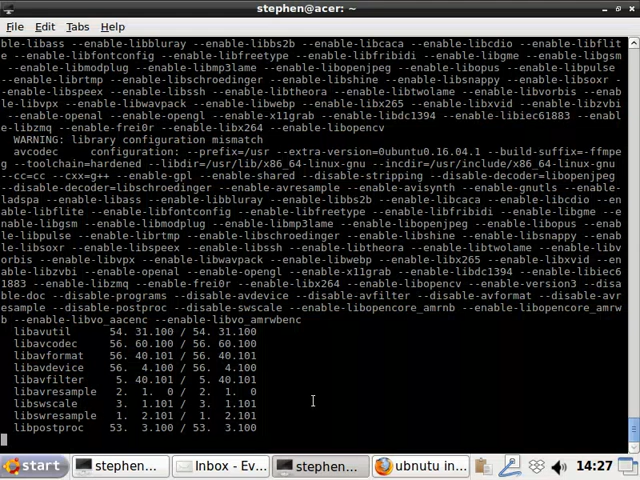 stephen@acer: ~
File Edit Tabs Help
ble-libass --enable-libbluray --enable-libbs2b --enable-libcaca --enable-libcdio --enable-libflit
e --enable-libfontconfig --enable-libfreetype --enable-libfribidi --enable-libgme --enable-libgsm
--enable-libmodplug --enable-libmp3lame --enable-libopenjpeg --enable-libopus --enable-libpulse
--enable-librtmp --enable-libschroedinger --enable-libshine --enable-libsnappy --enable-libsoxr -
-enable-libspeex --enable-libssh --enable-libtheora --enable-libtwolame --enable-libvorbis --enab
le-libvpx --enable-libwavpack --enable-libwebp --enable-libx265 --enable-libxvid --enable-libzvbi
--enable-openal --enable-opengl --enable-x11grab --enable-libdc1394 --enable-libiec61883 --enabl
e-libzmq --enable-frei0r --enable-libx264 --enable-libopencv
WARNING: library configuration mismatch
avcodec configuration: --prefix=/usr --extra-version=0ubuntu0.16.04.1 --build-suffix=-ffmpe
g --toolchain=hardened --libdir=/usr/lib/x86_64-linux-gnu --incdir=/usr/include/x86_64-linux-gnu
--cc=cc --cxx=g++ --enable-gpl --enable-shared --disable-stripping --disable-decoder=libopenjpeg
--disable-decoder=libschroedinger --enable-avresample --enable-avisynth --enable-gnutls --enable-
ladspa --enable-libass --enable-libbluray --enable-libbs2b --enable-libcaca --enable-libcdio --en
able-libflite --enable-libfontconfig --enable-libfreetype --enable-libfribidi --enable-libgme --e
nable-libgsm --enable-libmodplug --enable-libmp3lame --enable-libopenjpeg --enable-libopus --enab
le-libpulse --enable-librtmp --enable-libschroedinger --enable-libshine --enable-libsnappy --enab
le-libsoxr --enable-libspeex --enable-libssh --enable-libtheora --enable-libtwolame --enable-libv
orbis --enable-libvpx --enable-libwavpack --enable-libwebp --enable-libx265 --enable-libxvid --en
able-libzvbi --enable-openal --enable-opengl --enable-x11grab --enable-libdc1394 --enable-libiec6
1883 --enable-libzmq --enable-frei0r --enable-libx264 --enable-libopencv --enable-version3 --disa
ble-doc --disable-programs --disable-avdevice --disable-avfilter --disable-avformat --disable-avr
esample --disable-postproc --disable-swscale --enable-libopencore_amrnb --enable-libopencore_amrw
b --enable-libvo_aacenc --enable-libvo_amrwbenc
libavutil 54. 31.100 / 54. 31.100
libavcodec 56. 60.100 / 56. 60.100
libavformat 56. 40.101 / 56. 40.101
libavdevice 56. 4.100 / 56. 4.100
libavfilter 5. 40.101 / 5. 40.101
libavresample 2. 1. 0 / 2. 1. 0
libswscale 3. 1.101 / 3. 1.101
libswresample 1. 2.101 / 1. 2.101
libpostproc 53. 3.100 / 53. 3.100
start stephen... Inbox - Ev... stephen... ubnutu in... 14:27